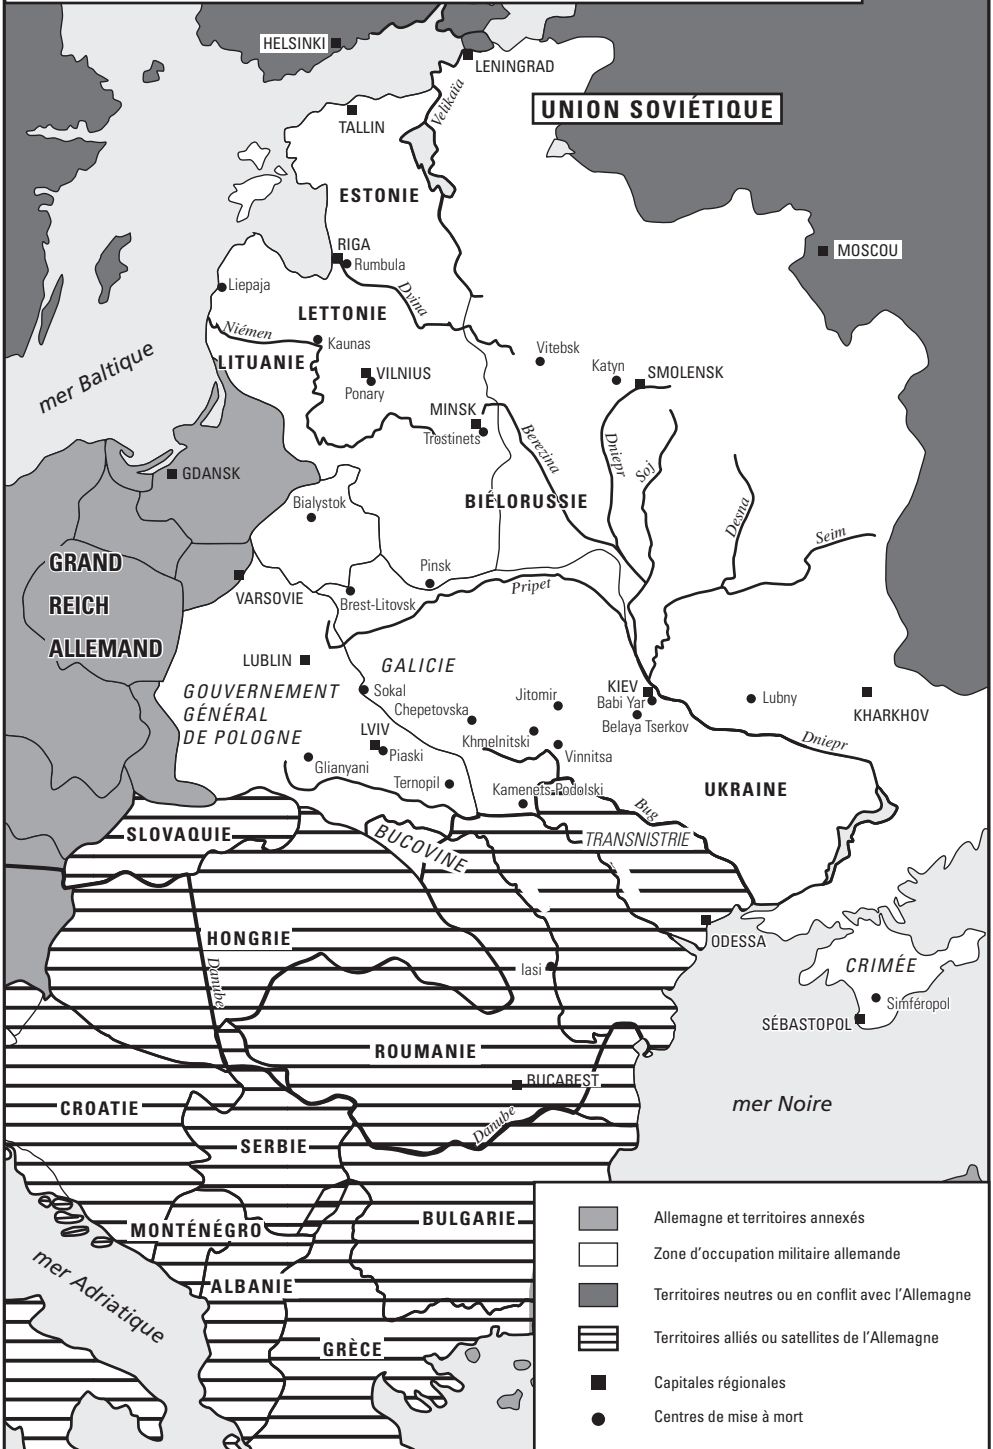 HELSINKI
LENINGRAD
Velikaïa
UNION SOVIÉTIQUE
TALLIN
ESTONIE
MOSCOU
RIGA
Rumbula
Liepaja
Dvina
LETTONIE
Niémen
Kaunas
LITUANIE
mer Baltique
VILNIUS
Ponary
Vitebsk
Katyn
SMOLENSK
MINSK
Trostinets
Berezina
Dniepr
Soj
GDANSK
Bialystok
BIÉLORUSSIE
Desna
Seim
GRAND
REICH
ALLEMAND
VARSOVIE
Pinsk
Brest-Litovsk
Pripet
LUBLIN
GALICIE
GOUVERNEMENT
GÉNÉRAL
DE POLOGNE
Sokal
Chepetovska
Jitomir
KIEV
Babi Yar
Belaya Tserkov
Lubny
KHARKHOV
LVIV
Piaski
Khmelnitski
Vinnitsa
Dniepr
Glianyani
Ternopil
Kamenets-Podolski
UKRAINE
Bug
SLOVAQUIE
BUCOVINE
TRANSNISTRIE
HONGRIE
Danube
ODESSA
Iasi
CRIMÉE
Simféropol
SÉBASTOPOL
ROUMANIE
BUCAREST
CROATIE
Danube
mer Noire
SERBIE
MONTÉNÉGRO
BULGARIE
ALBANIE
mer Adriatique
GRÈCE
Allemagne et territoires annexés
Zone d'occupation militaire allemande
Territoires neutres ou en conflit avec l'Allemagne
Territoires alliés ou satellites de l'Allemagne
Capitales régionales
Centres de mise à mort